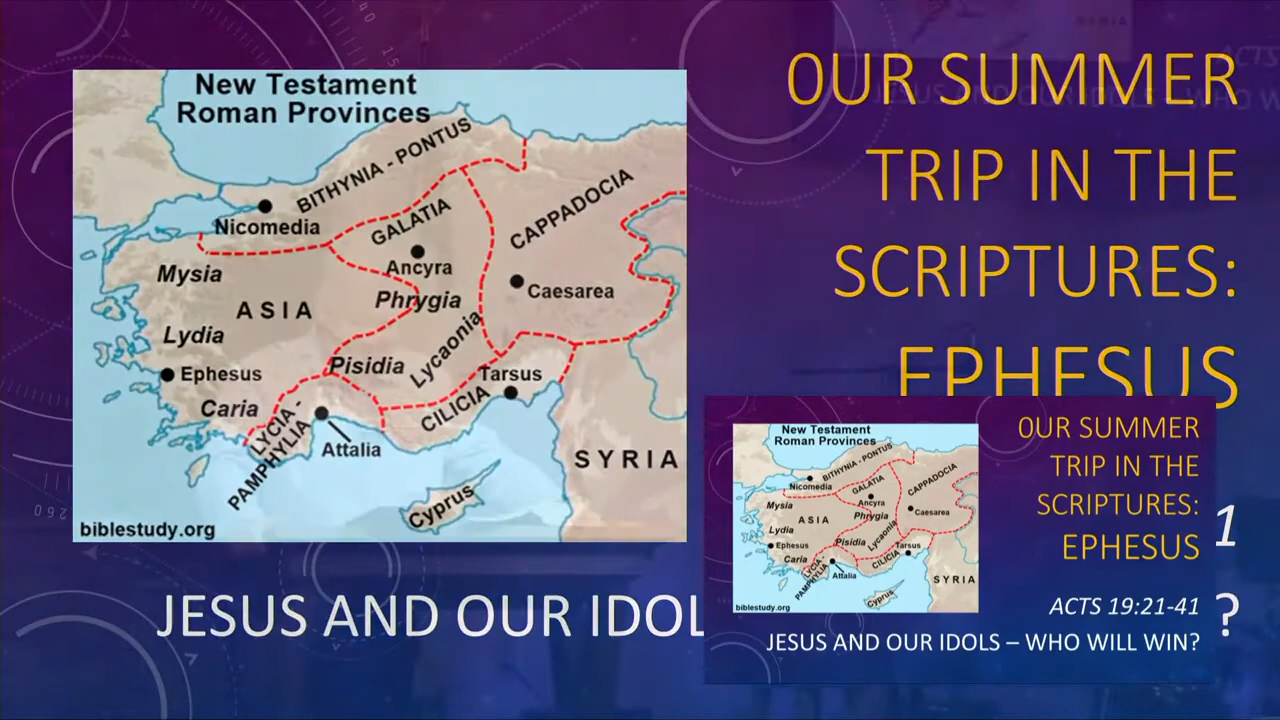 New Testament
Roman Provinces
BITHYNIA - PONTUS
Nicomedia
GALATIA
CAPPADOCIA
Ancyra
Mysia
Phrygia
Caesarea
ASIA
Lydia
Lycaonia
Pisidia
Ephesus
Tarsus
Caria
CILICIA
LYCIA -
PAMPHYLIA
Attalia
SYRIA
Cyprus
biblestudy.org
0UR SUMMER
TRIP IN THE
SCRIPTURES:
EPHESUS
1
JESUS AND OUR IDOL
?
New Testament
Roman Provinces
BITHYNIA - PONTUS
Nicomedia
GALATIA
CAPPADOCIA
Ancyra
Mysia
Phrygia
Caesarea
ASIA
Lydia
Lycaonia
Pisidia
Ephesus
Tarsus
Caria
CILICIA
LYCIA -
PAMPHYLIA
Attalia
SYRIA
Cyprus
biblestudy.org
0UR SUMMER
TRIP IN THE
SCRIPTURES:
EPHESUS
ACTS 19:21-41
JESUS AND OUR IDOLS – WHO WILL WIN?